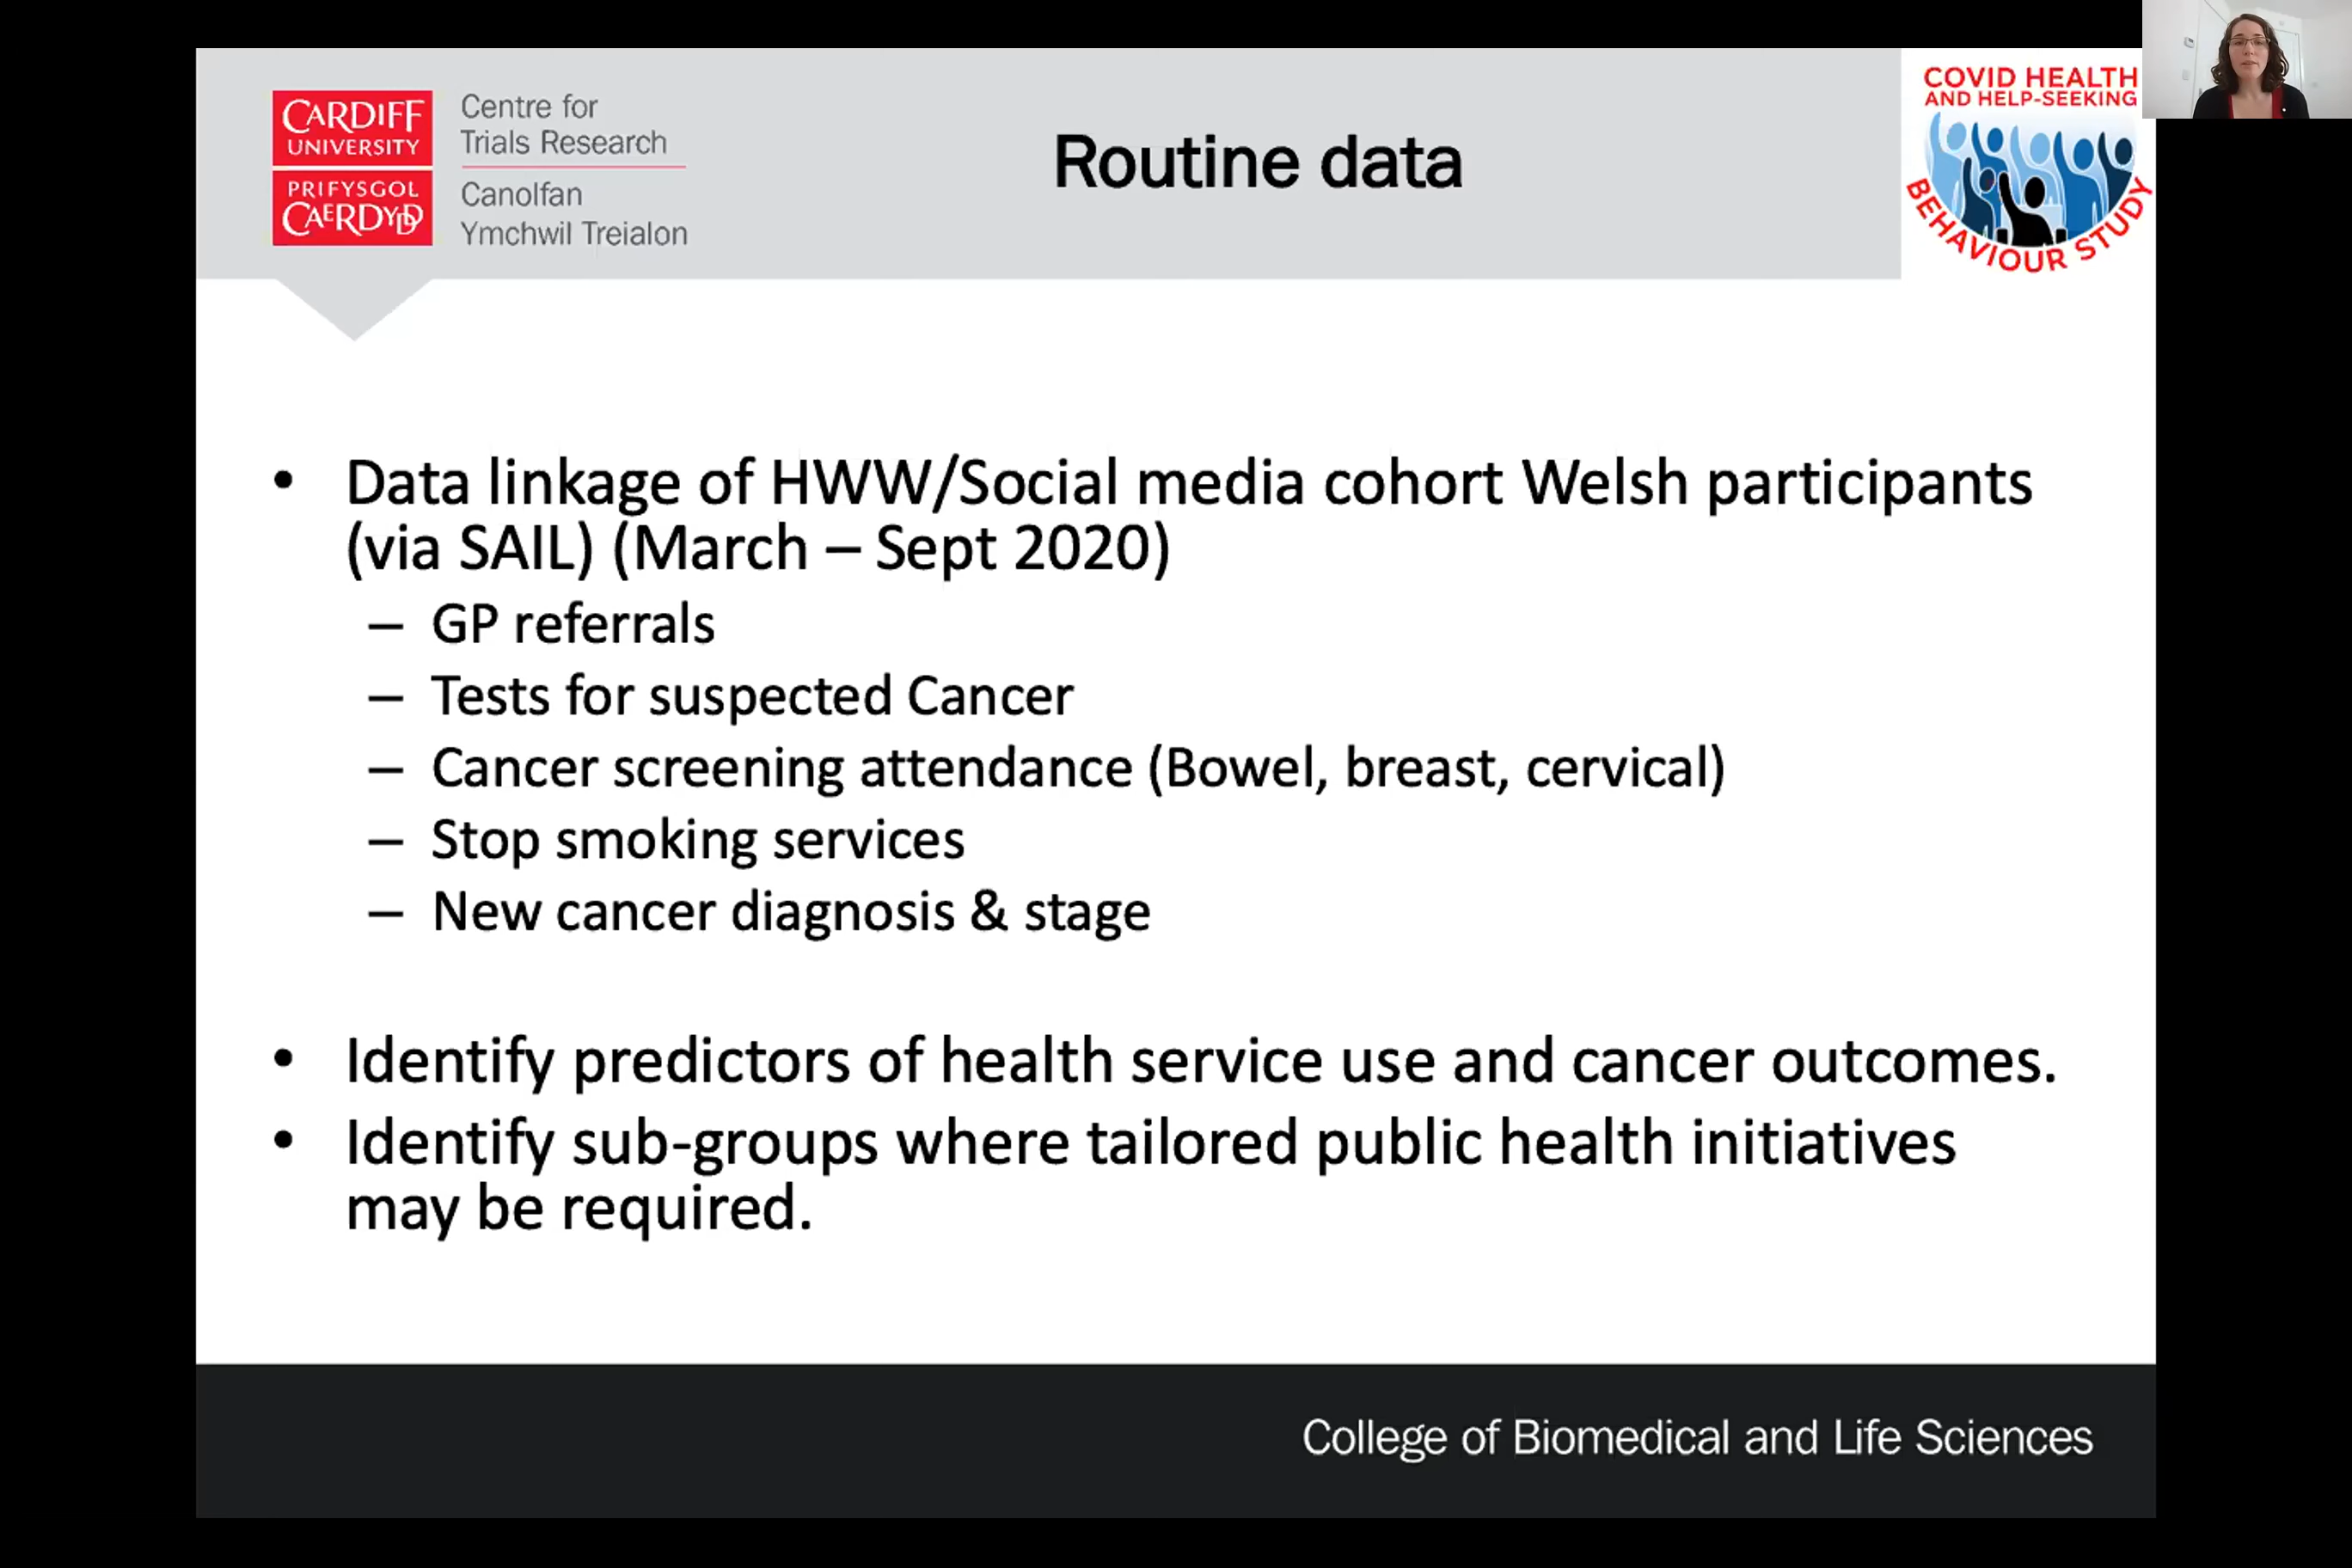 CARDIFF
UNIVERSITY
PRIFYSGOL
CAERDYDD
Centre for
Trials Research
Canolfan
Ymchwil Treialon
Routine data
COVID HEALTH
AND HELP-SEEKING
BEHAVIOUR STUDY
• Data linkage of HWW/Social media cohort Welsh participants
(via SAIL) (March – Sept 2020)
– GP referrals
– Tests for suspected Cancer
– Cancer screening attendance (Bowel, breast, cervical)
– Stop smoking services
– New cancer diagnosis & stage
• Identify predictors of health service use and cancer outcomes.
• Identify sub-groups where tailored public health initiatives
may be required.
College of Biomedical and Life Sciences